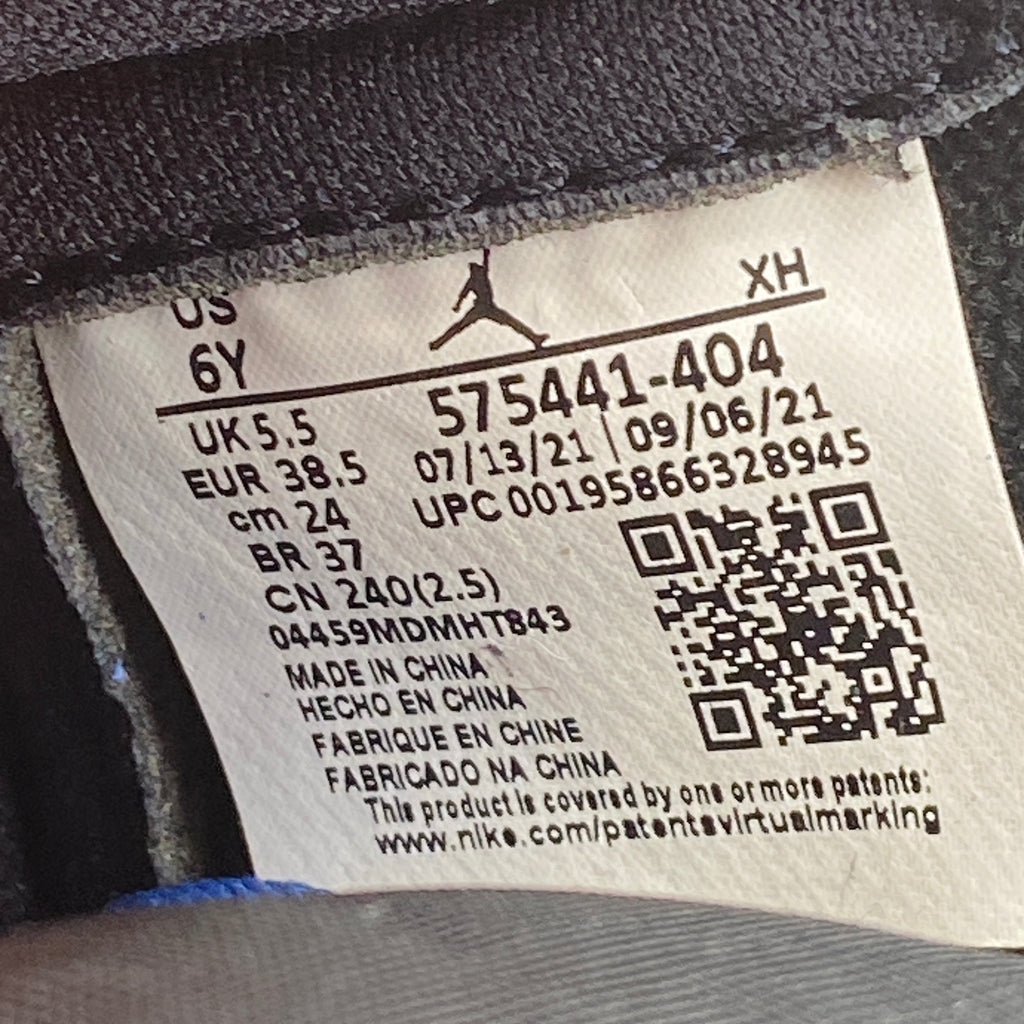 US
XH
6Y
575441-404
UK 5.5
07/13/21 | 09/06/21
EUR 38.5
UPC 00195866328945
cm 24
BR 37
CN 240(2.5)
04459MDMHT843
MADE IN CHINA
HECHO EN CHINA
FABRIQUE EN CHINE
FABRICADO NA CHINA
This product is covered by one or more patents:
www.nike.com/patentsvirtualmarking